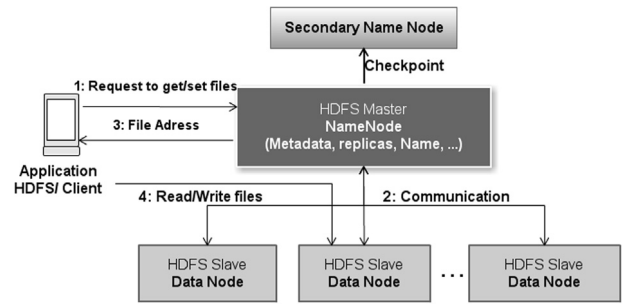 Secondary Name Node
Checkpoint
1: Request to get/set files
HDFS Master
NameNode
(Metadata, replicas, Name, ...)
3: File Adress
Application
HDFS/ Client
4: Read/Write files
2: Communication
HDFS Slave
Data Node
HDFS Slave
Data Node
...
HDFS Slave
Data Node